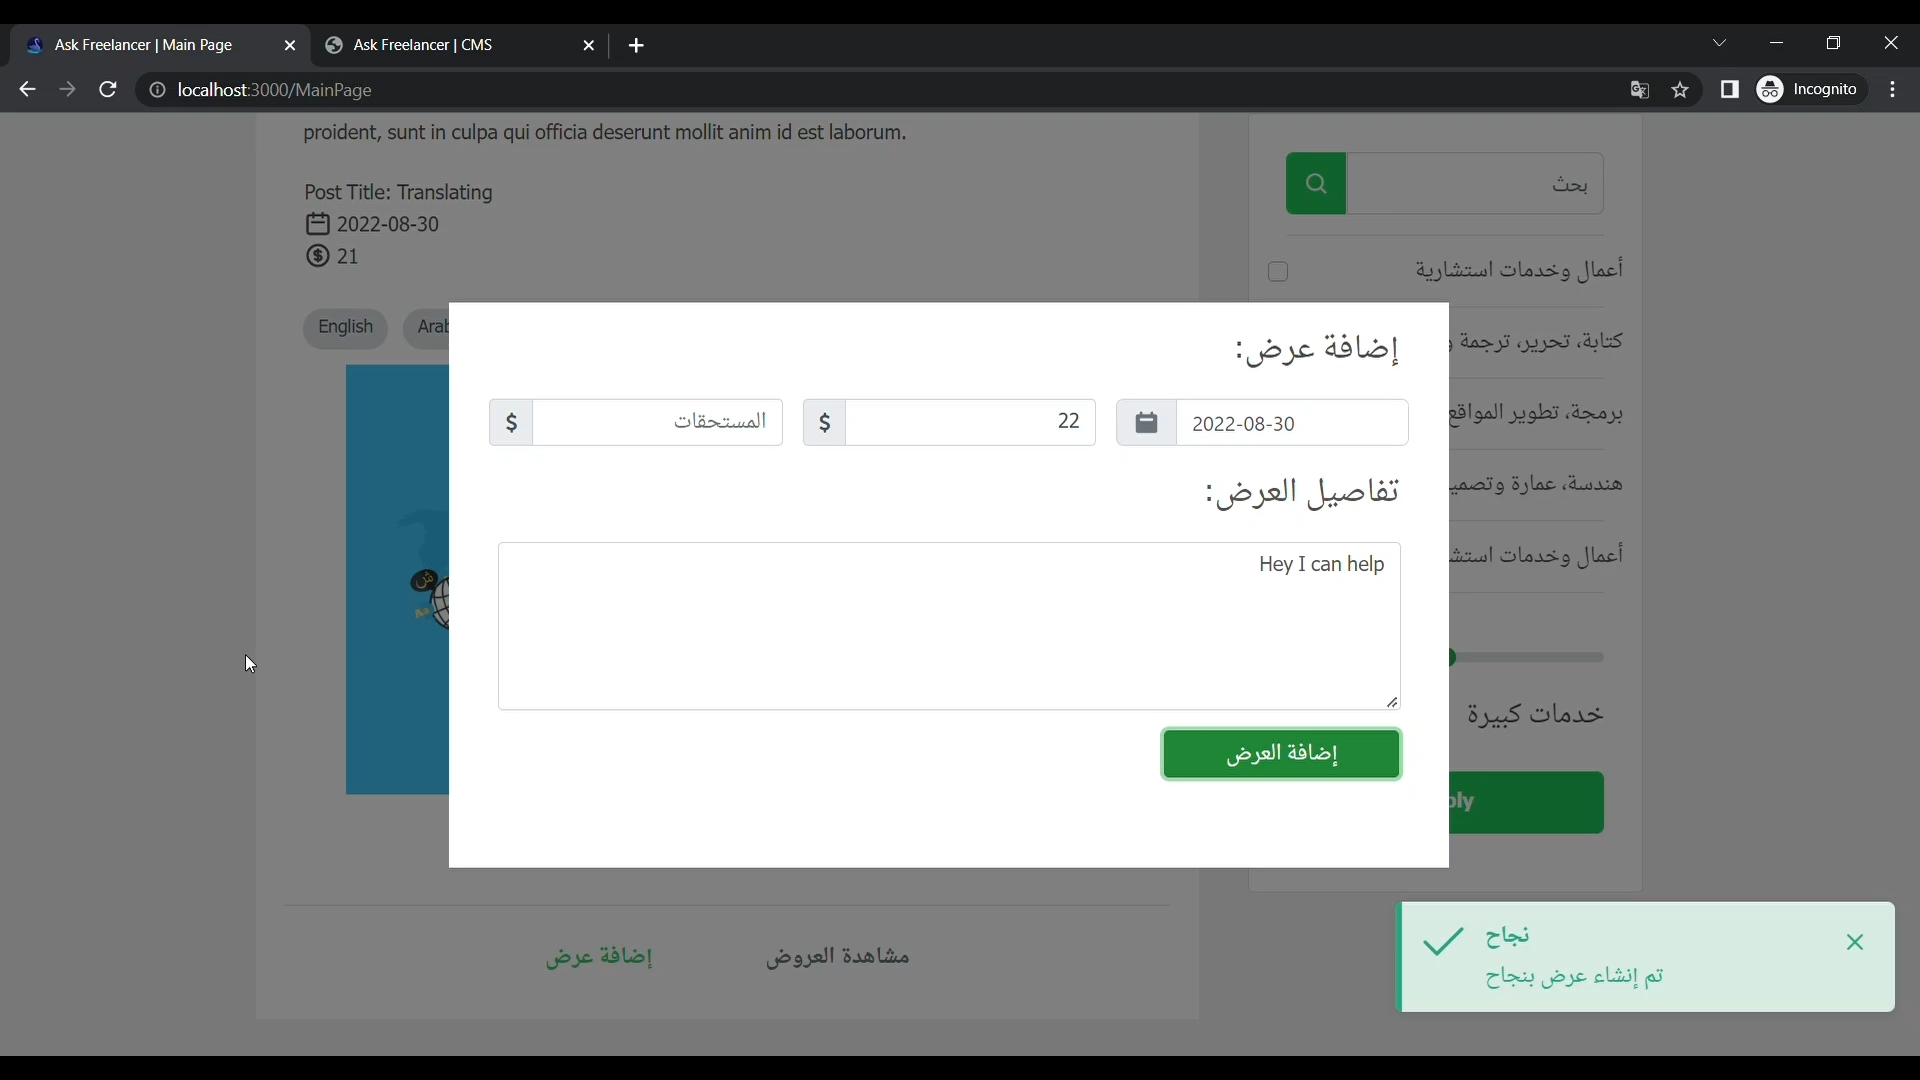 Ask Freelancer | Main Page
Ask Freelancer | CMS
localhost:3000/MainPage
Incognito
proident, sunt in culpa qui officia deserunt mollit anim id est laborum.
Post Title: Translating
2022-08-30
21
English
Arab
بحث
أعمال وخدمات استشارية
كتابة، تحرير، ترجمة و
برمجة، تطوير المواقع
هندسة، عمارة وتصمي
أعمال وخدمات استش
خدمات كبيرة
ply
إضافة عرض:
2022-08-30
22
$
المستحقات
$
تفاصيل العرض:
Hey I can help
إضافة العرض
مشاهدة العروض
إضافة عرض
نجاح
تم إنشاء عرض بنجاح